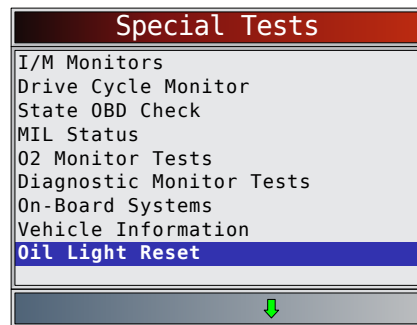 Special Tests
I/M Monitors
Drive Cycle Monitor
State OBD Check
MIL Status
O2 Monitor Tests
Diagnostic Monitor Tests
On-Board Systems
Vehicle Information
Oil Light Reset